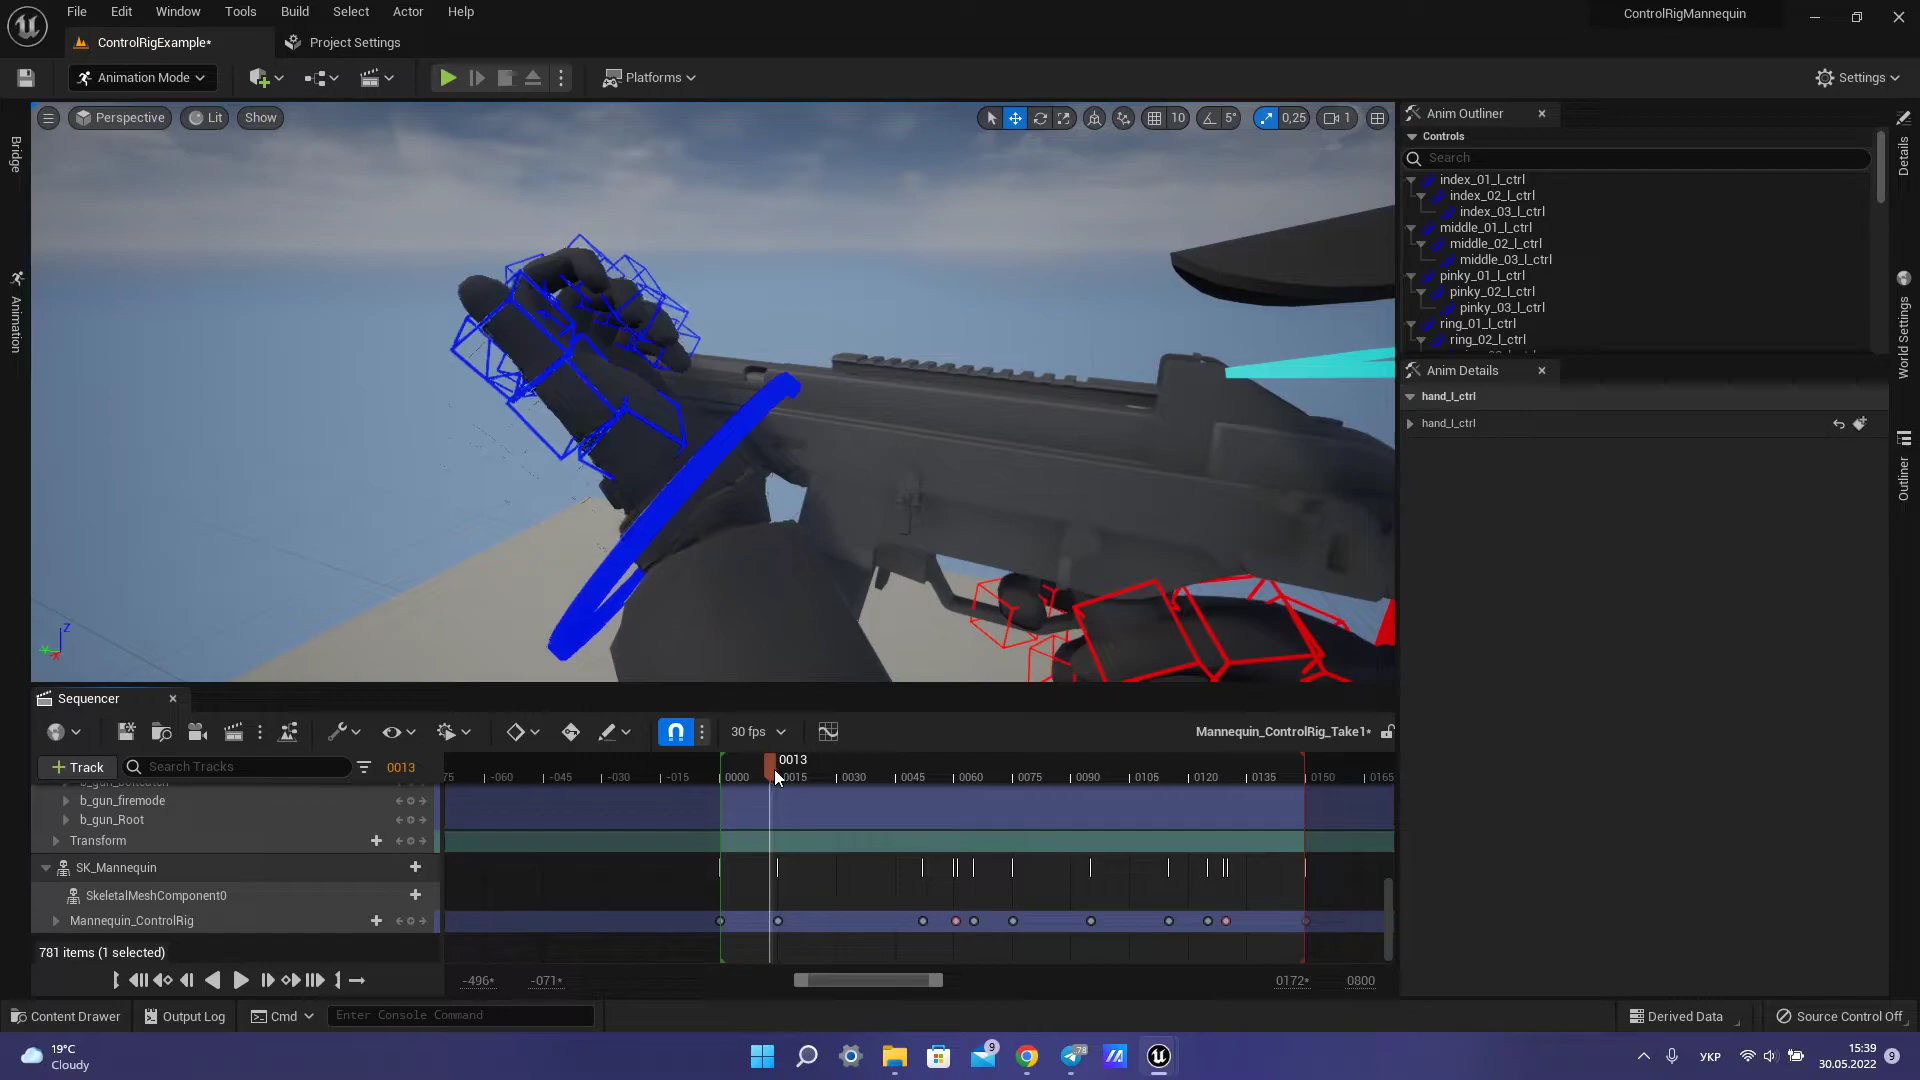 File Edit Window Tools Build Select Actor Help
ControlRigMannequin
ControlRigExample*
Project Settings
Animation Mode
Platforms
Settings
Perspective Lit Show
10 5° 0,25 1
Bridge
Animation
Anim Outliner
Controls
Search
index_01_l_ctrl
index_02_l_ctrl
index_03_l_ctrl
middle_01_l_ctrl
middle_02_l_ctrl
middle_03_l_ctrl
pinky_01_l_ctrl
pinky_02_l_ctrl
pinky_03_l_ctrl
ring_01_l_ctrl
ring_02_l_ctrl
Anim Details
hand_l_ctrl
hand_l_ctrl
Details
World Settings
Outliner
Z
Y
X
Sequencer
30 fps
Mannequin_ControlRig_Take1*
Track
Search Tracks
0013
0013
75 -060 -045 -030 -015 0000 0015 0030 0045 0060 0075 0090 0105 0120 0135 0150 0165
b_gun_firemode
b_gun_Root
Transform
SK_Mannequin
SkeletalMeshComponent0
Mannequin_ControlRig
781 items (1 selected)
-496* -071* 0172* 0800
Content Drawer
Output Log
Cmd
Enter Console Command
Derived Data
Source Control Off
19°C
Cloudy
9
78
УКР
15:39
30.05.2022
9